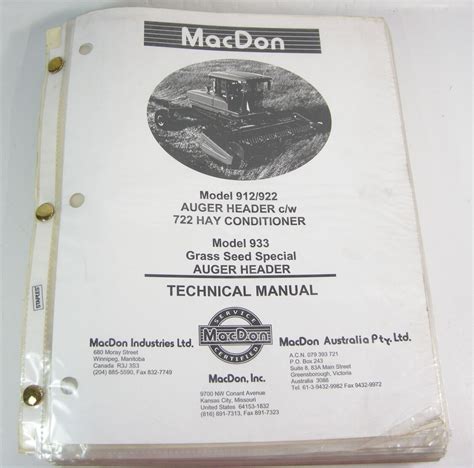 MacDon
Model 912/922
AUGER HEADER c/w
722 HAY CONDITIONER
Model 933
Grass Seed Special
AUGER HEADER
TECHNICAL MANUAL
STAPLES
SERVICE
MacDon
CERTIFIED
MacDon Industries Ltd.
680 Moray Street
Winnipeg, Manitoba
Canada R3J 3S3
(204) 885-5590, Fax 832-7749
MacDon Australia Pty. Ltd.
A.C.N. 079 393 721
P.O. Box 243
Suite 8, 83A Main Street
Greensborough, Victoria
Australia 3088
Tel. 61-3-9432-9982 Fax 9432-9972
MacDon, Inc.
9700 NW Conant Avenue
Kansas City, Missouri
United States 64153-1832
(816) 891-7313, Fax 891-7323